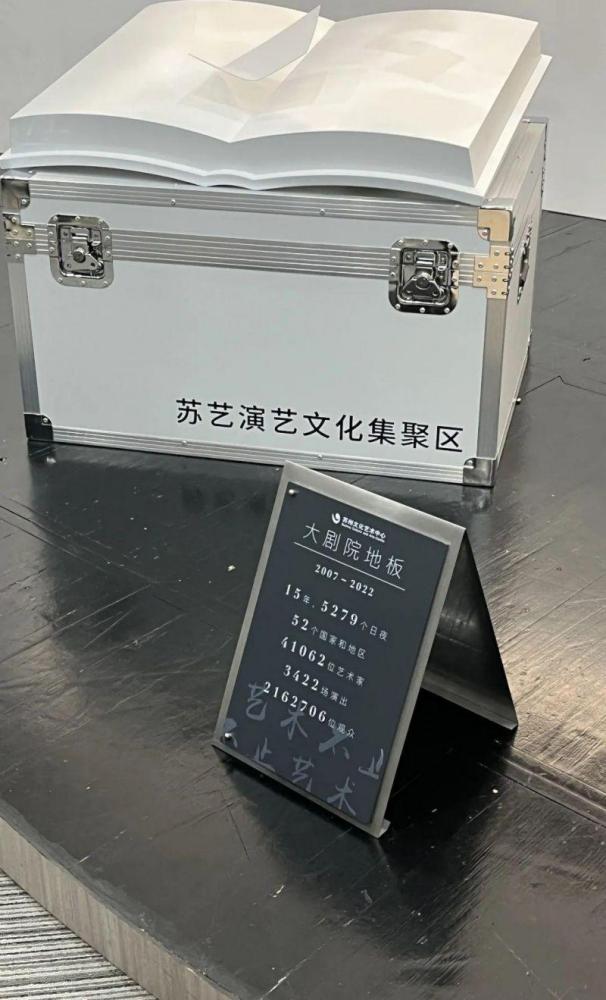 苏艺演艺文化集聚区
苏州文化艺术中心
大剧院地板
2007-2022
15年，5279个日夜
52个国家和地区
41062位艺术家
3422场演出
2162706位观众
艺术不止
不止艺术